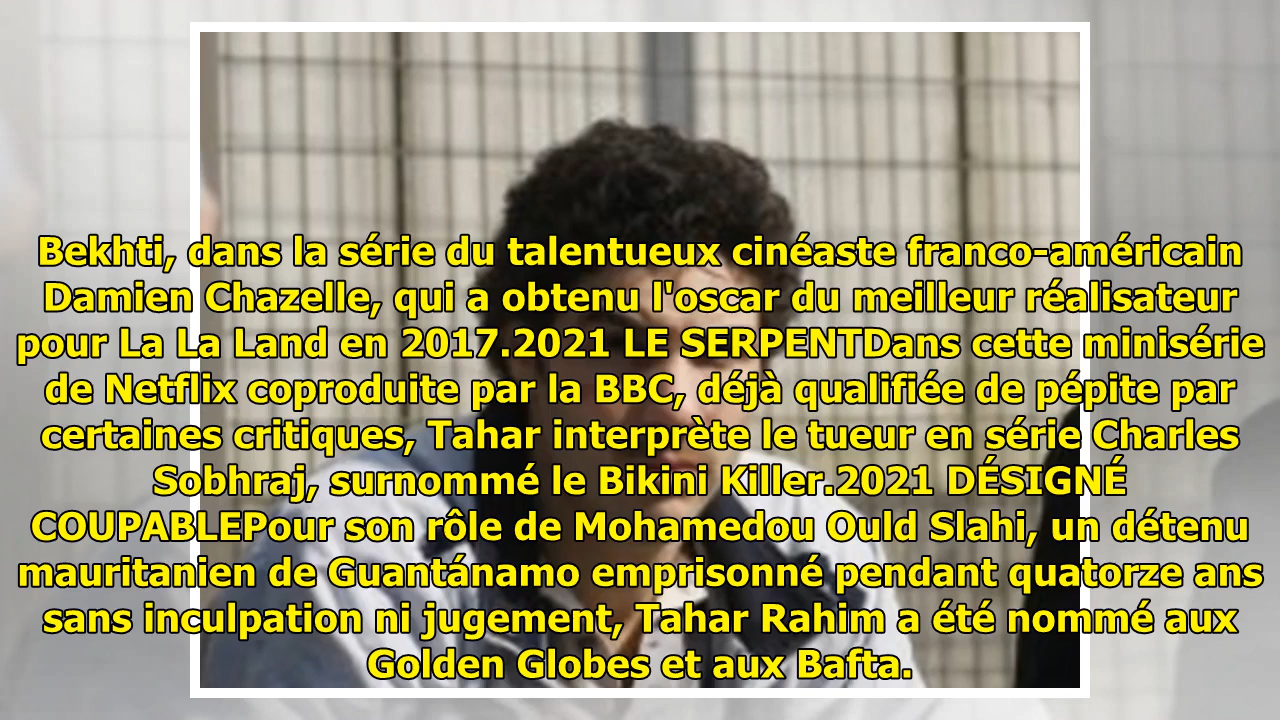 Bekhti, dans la série du talentueux cinéaste franco-américain
Damien Chazelle, qui a obtenu l'oscar du meilleur réalisateur
pour La La Land en 2017.2021 LE SERPENTDans cette minisérie
de Netflix coproduite par la BBC, déjà qualifiée de pépite par
certaines critiques, Tahar interprète le tueur en série Charles
Sobhraj, surnommé le Bikini Killer.2021 DÉSIGNÉ
COUPABLEPour son rôle de Mohamedou Ould Slahi, un détenu
mauritanien de Guantánamo emprisonné pendant quatorze ans
sans inculpation ni jugement, Tahar Rahim a été nommé aux
Golden Globes et aux Bafta.